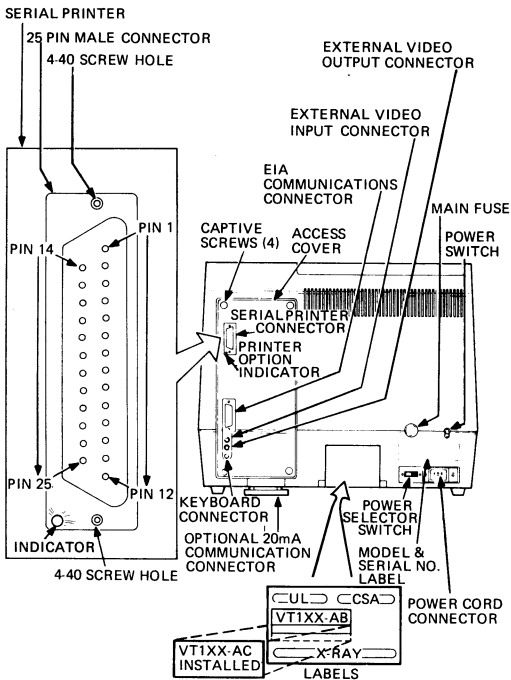 SERIAL PRINTER
25 PIN MALE CONNECTOR
4-40 SCREW HOLE
EXTERNAL VIDEO
OUTPUT CONNECTOR
EXTERNAL VIDEO
INPUT CONNECTOR
EIA
COMMUNICATIONS
CONNECTOR
MAIN FUSE
POWER
SWITCH
CAPTIVE
SCREWS (4)
ACCESS
COVER
PIN 1
PIN 14
SERIAL PRINTER
CONNECTOR
PRINTER
OPTION
INDICATOR
PIN 25
PIN 12
KEYBOARD
CONNECTOR
POWER
SELECTOR
SWITCH
INDICATOR
OPTIONAL 20mA
COMMUNICATION
CONNECTOR
MODEL &
SERIAL NO.
LABEL
4-40 SCREW HOLE
POWER CORD
CONNECTOR
UL
CSA
VT1XX-AB
VT1XX-AC
INSTALLED
X-RAY
LABELS